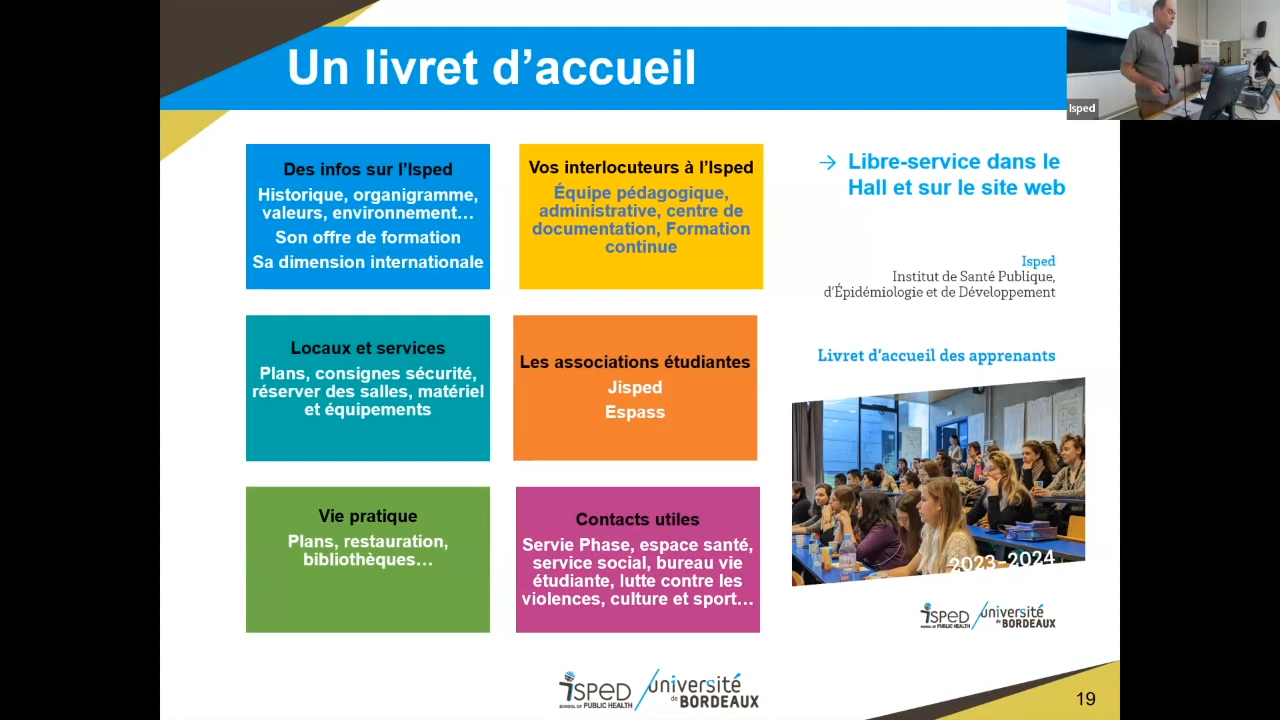 Un livret d'accueil
Isped
Des infos sur l'Isped
Historique, organigramme,
valeurs, environnement…
Son offre de formation
Sa dimension internationale
Vos interlocuteurs à l'Isped
Équipe pédagogique,
administrative, centre de
documentation, Formation
continue
→ Libre-service dans le
Hall et sur le site web
Isped
Institut de Santé Publique,
d'Épidémiologie et de Développement
Locaux et services
Plans, consignes sécurité,
réserver des salles, matériel
et équipements
Les associations étudiantes
Jisped
Espass
Livret d'accueil des apprenants
2023-2024
Vie pratique
Plans, restauration,
bibliothèques…
Contacts utiles
Servie Phase, espace santé,
service social, bureau vie
étudiante, lutte contre les
violences, culture et sport…
isped
SCHOOL OF PUBLIC HEALTH
université
de BORDEAUX
isped
SCHOOL OF PUBLIC HEALTH
université
de BORDEAUX
19